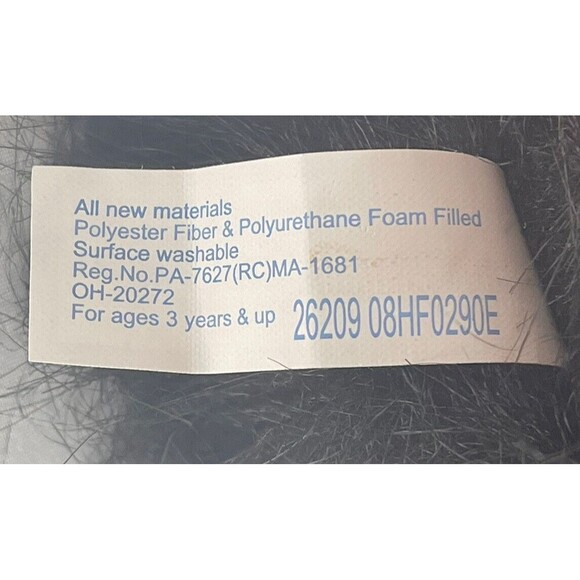 All new materials
Polyester Fiber & Polyurethane Foam Filled
Surface washable
Reg.No.PA-7627(RC)MA-1681
OH-20272
For ages 3 years & up 26209 08HF0290E